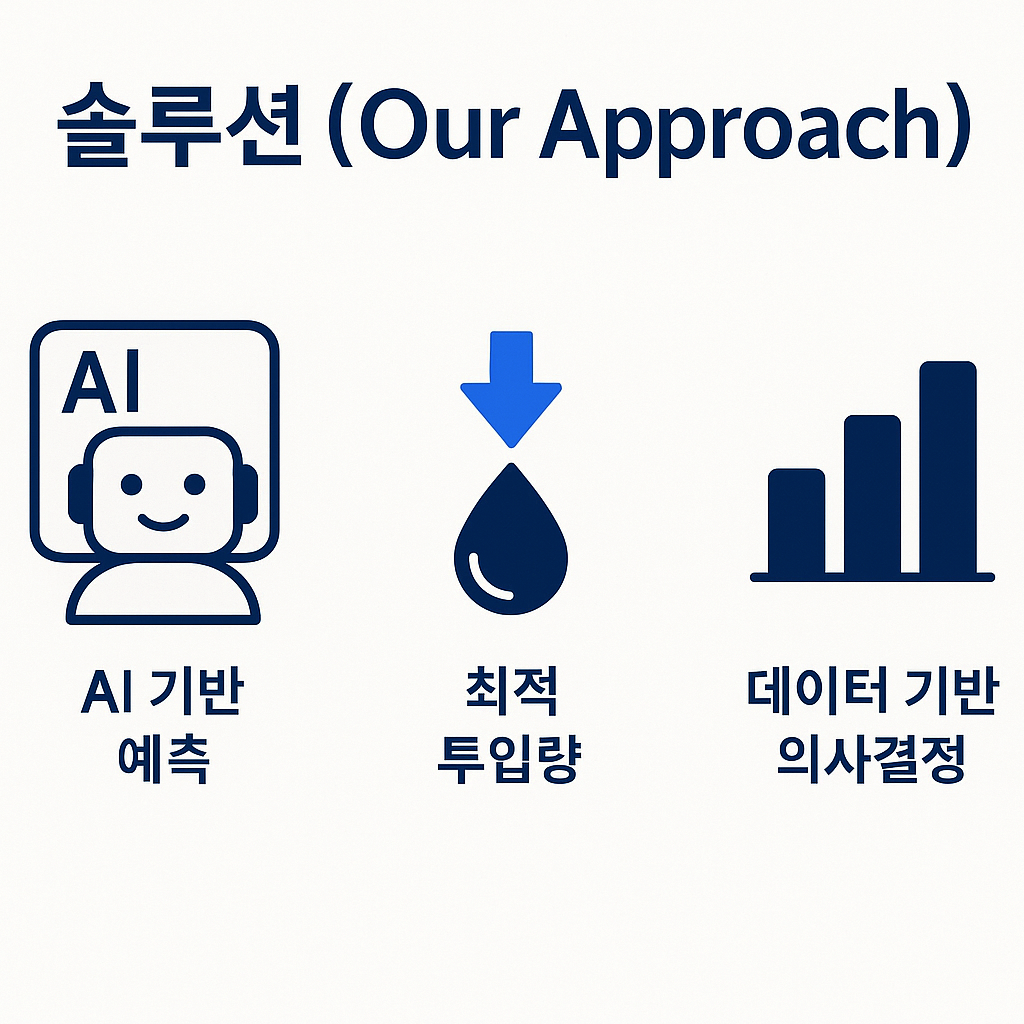 솔루션 (Our Approach)
AI
AI 기반
예측
최적
투입량
데이터 기반
의사결정